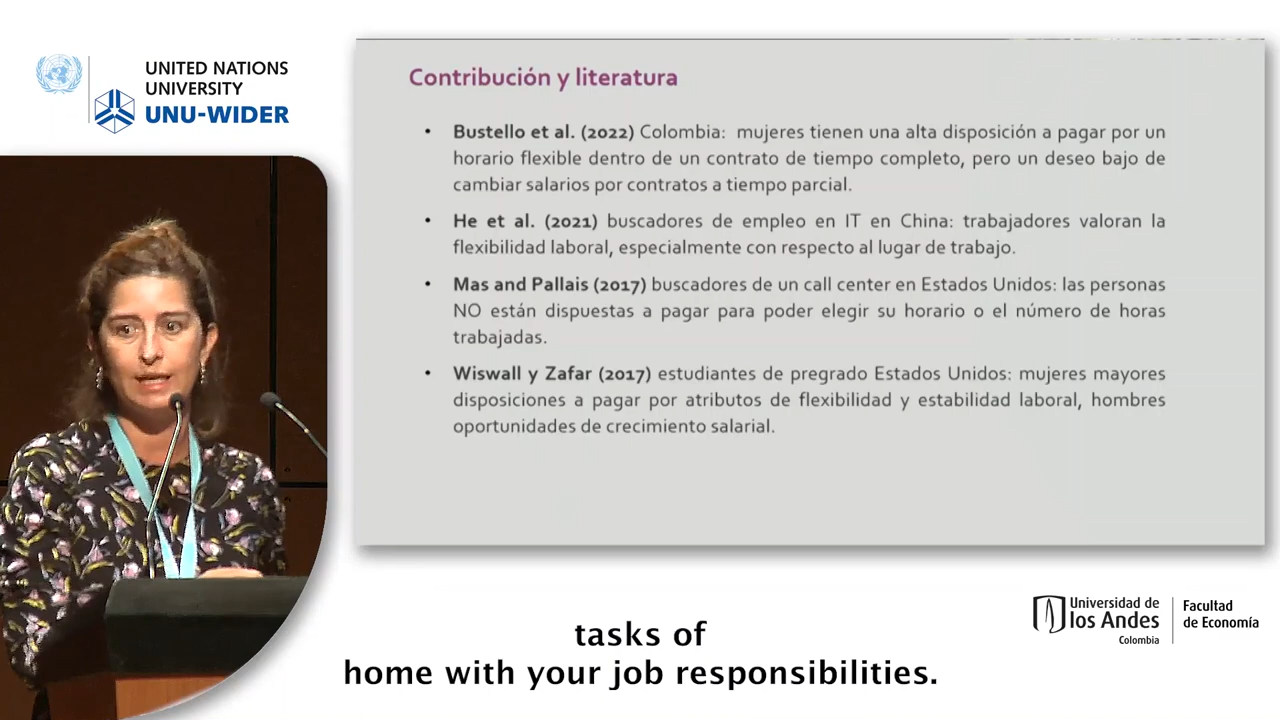 UNITED NATIONS
UNIVERSITY
UNU-WIDER
Contribución y literatura
• Bustello et al. (2022) Colombia: mujeres tienen una alta disposición a pagar por un
horario flexible dentro de un contrato de tiempo completo, pero un deseo bajo de
cambiar salarios por contratos a tiempo parcial.
• He et al. (2021) buscadores de empleo en IT en China: trabajadores valoran la
flexibilidad laboral, especialmente con respecto al lugar de trabajo.
• Mas and Pallais (2017) buscadores de un call center en Estados Unidos: las personas
NO están dispuestas a pagar para poder elegir su horario o el número de horas
trabajadas.
• Wiswall y Zafar (2017) estudiantes de pregrado Estados Unidos: mujeres mayores
disposiciones a pagar por atributos de flexibilidad y estabilidad laboral, hombres
oportunidades de crecimiento salarial.
tasks of
home with your job responsibilities.
Universidad de
los Andes
Colombia
Facultad
de Economía